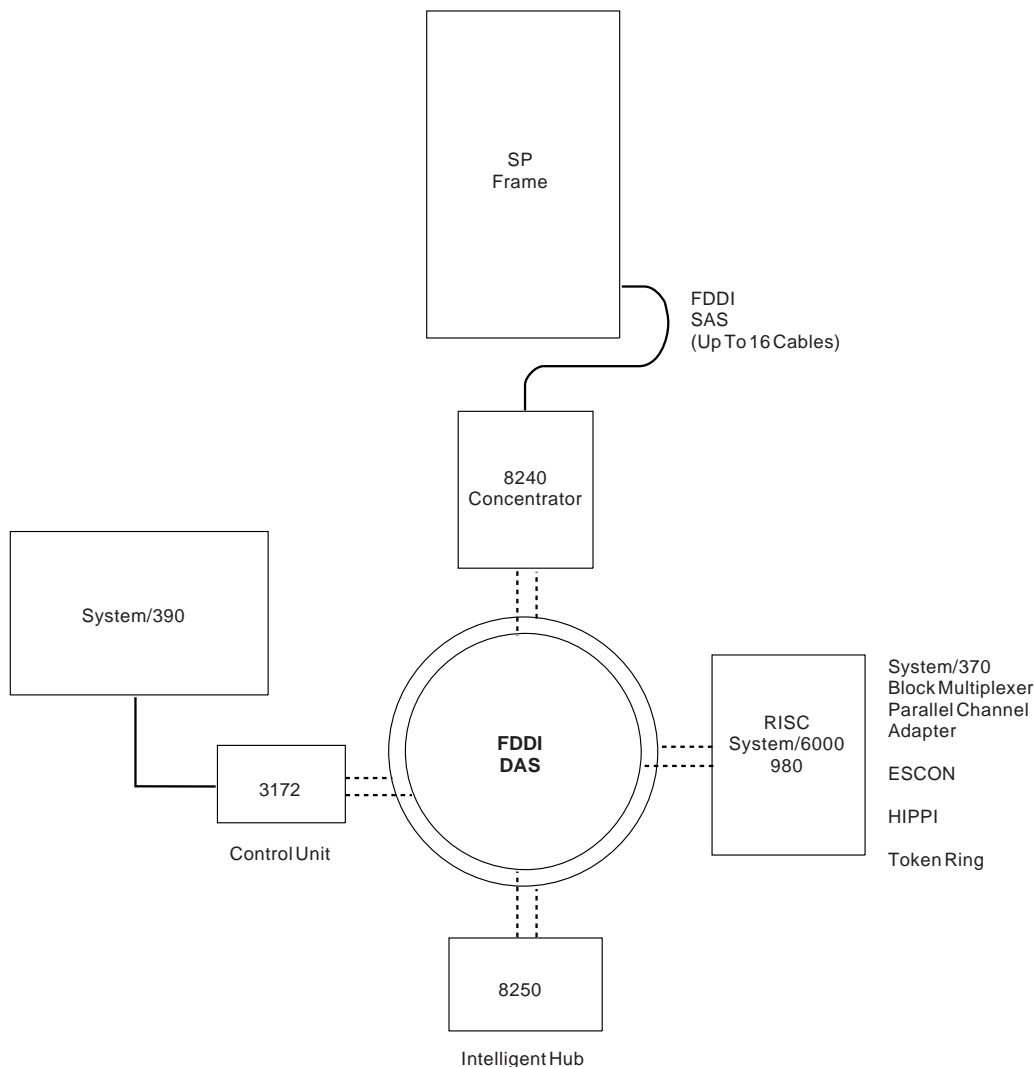 SP
Frame
FDDI
SAS
(Up To 16 Cables)
8240
Concentrator
System/390
FDDI
DAS
RISC
System/6000
980
System/370
Block Multiplexer
Parallel Channel
Adapter
ESCON
HIPPI
Token Ring
3172
Control Unit
8250
Intelligent Hub